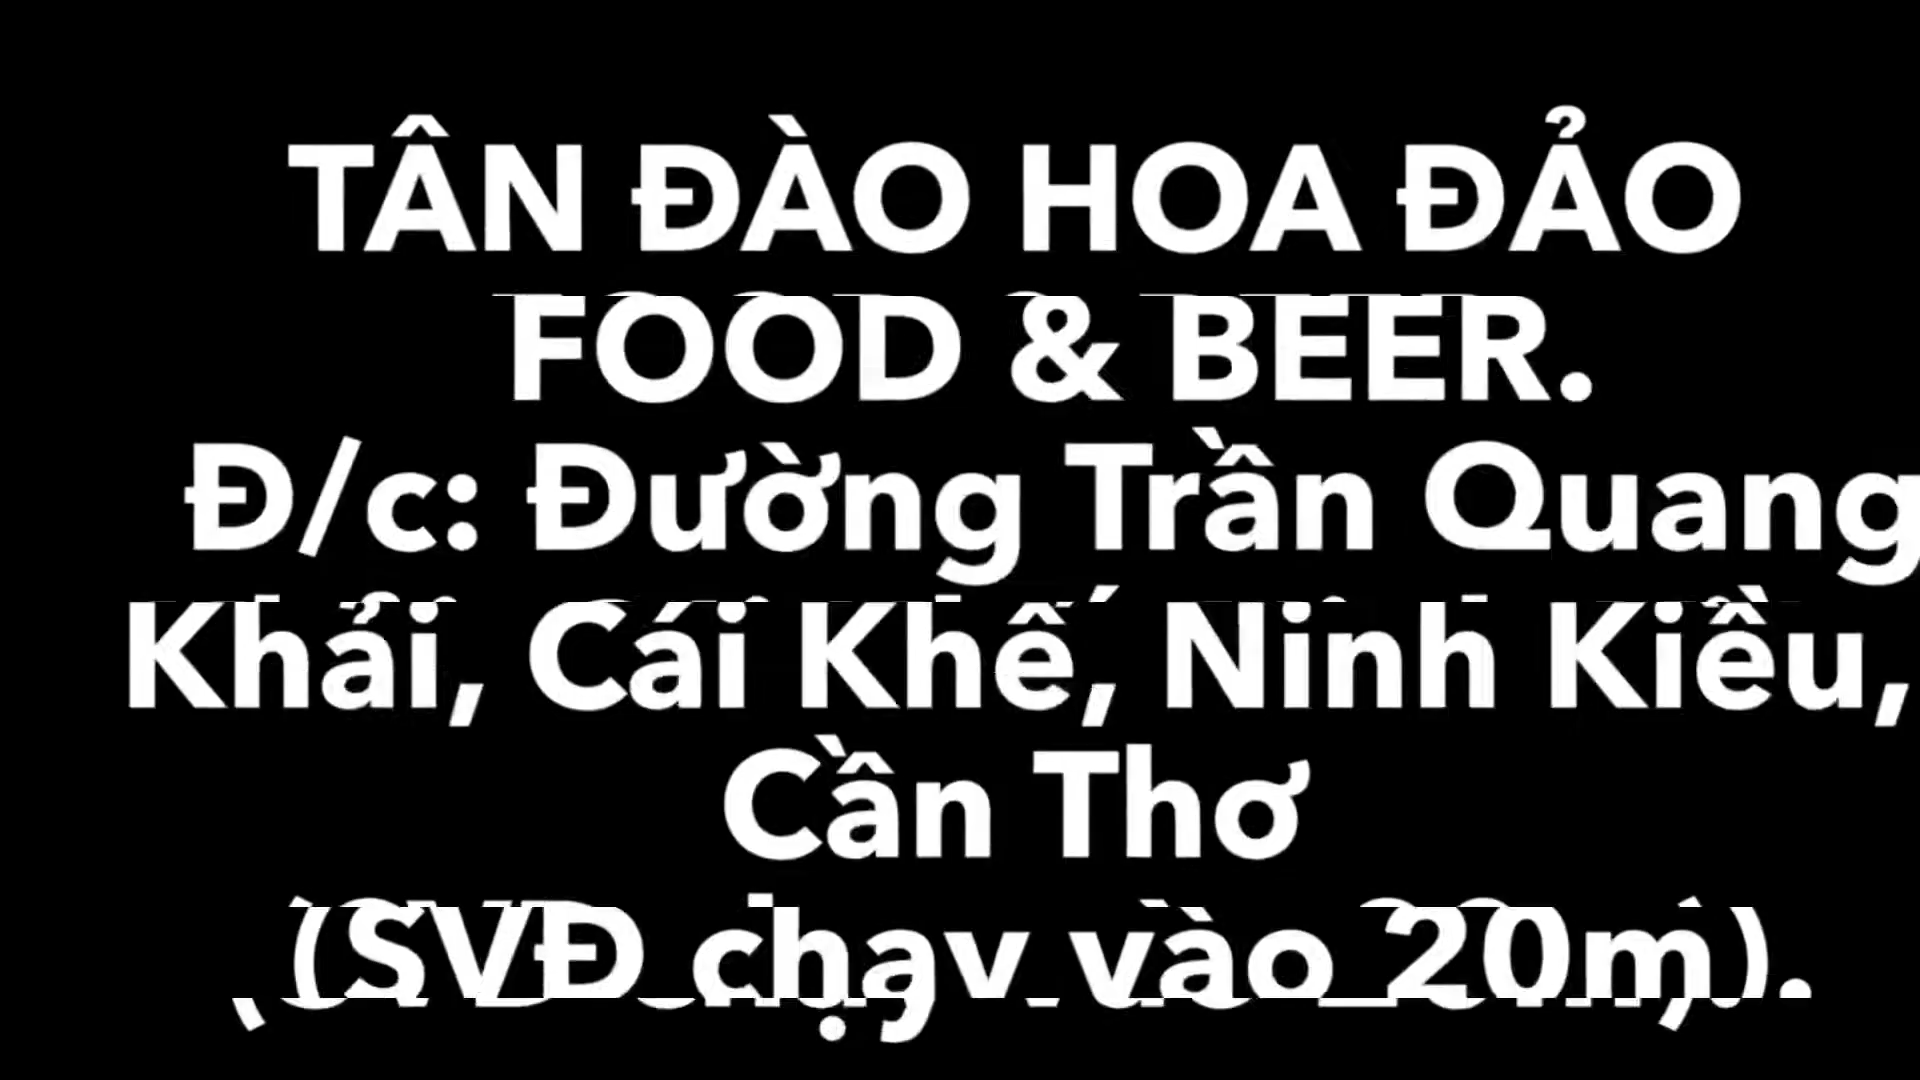 TÂN ĐÀO HOA ĐẢO
FOOD & BEER.
Đ/c: Đường Trần Quang
Khải, Cái Khế, Ninh Kiều,
Cần Thơ
(SVĐ chạy vào 20m).